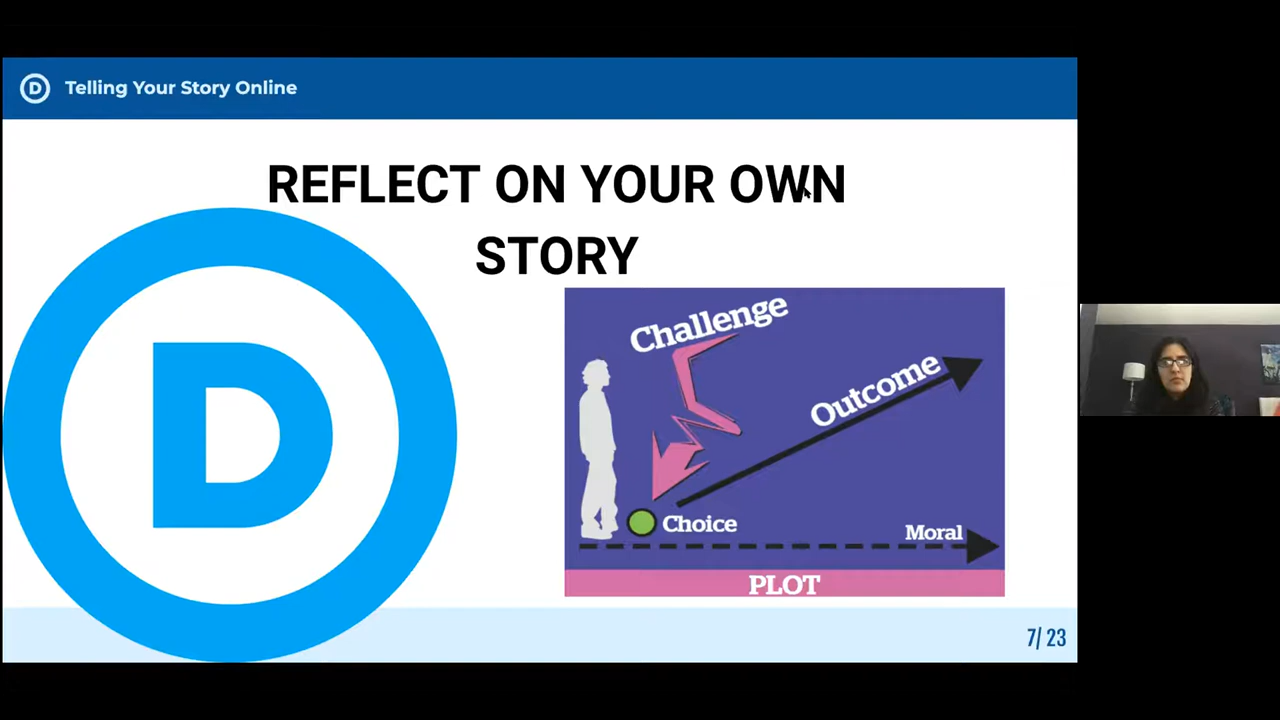 D Telling Your Story Online
REFLECT ON YOUR OWN
STORY
D
Challenge
Outcome
Choice
Moral
PLOT
7/ 23